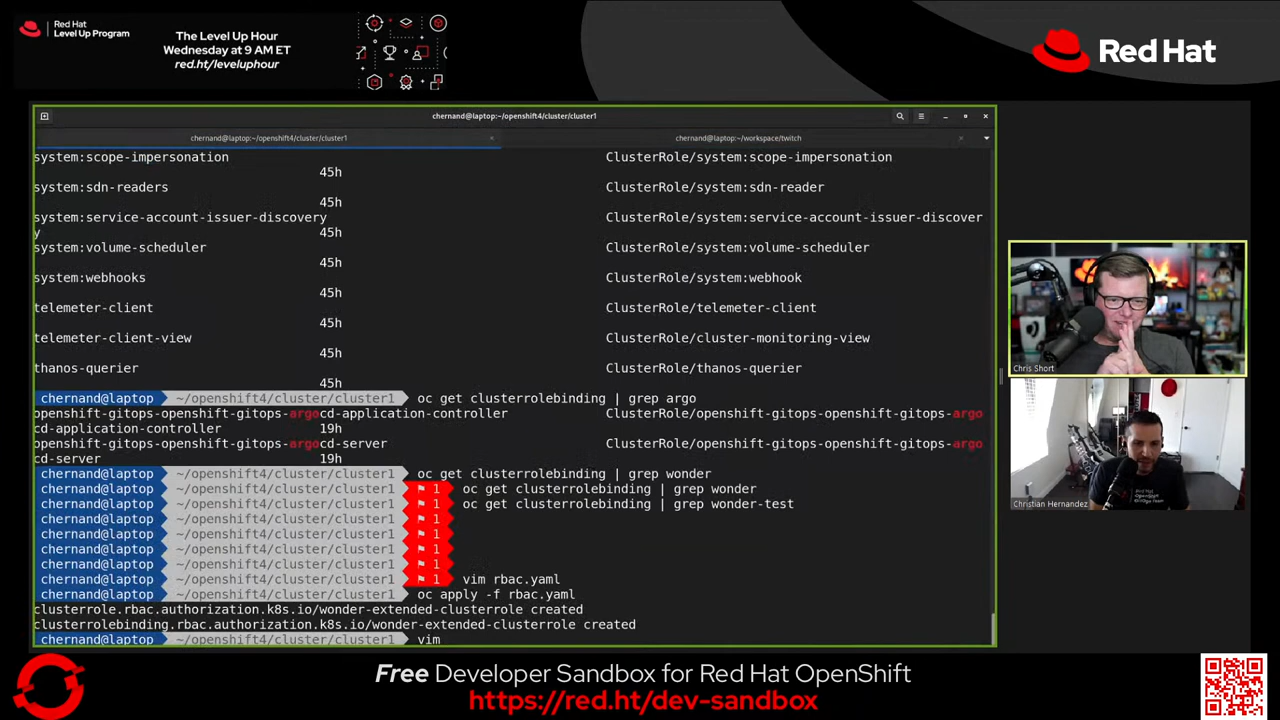 Red Hat
Level Up Program
The Level Up Hour
Wednesday at 9 AM ET
red.ht/leveluphour
Red Hat
chernand@laptop:~/openshift4/cluster/cluster1
chernand@laptop:~/openshift4/cluster/cluster1
chernand@laptop:~/workspace/twitch
system:scope-impersonation ClusterRole/system:scope-impersonation
45h
system:sdn-readers ClusterRole/system:sdn-reader
45h
system:service-account-issuer-discovery ClusterRole/system:service-account-issuer-discover
y 45h
system:volume-scheduler ClusterRole/system:volume-scheduler
45h
system:webhooks ClusterRole/system:webhook
45h
telemeter-client ClusterRole/telemeter-client
45h
telemeter-client-view ClusterRole/cluster-monitoring-view
45h
thanos-querier ClusterRole/thanos-querier
45h
chernand@laptop ~/openshift4/cluster/cluster1 oc get clusterrolebinding | grep argo
openshift-gitops-openshift-gitops-argocd-application-controller ClusterRole/openshift-gitops-openshift-gitops-argo
cd-application-controller 19h
openshift-gitops-openshift-gitops-argocd-server ClusterRole/openshift-gitops-openshift-gitops-argo
cd-server 19h
chernand@laptop ~/openshift4/cluster/cluster1 oc get clusterrolebinding | grep wonder
chernand@laptop ~/openshift4/cluster/cluster1 1 oc get clusterrolebinding | grep wonder
chernand@laptop ~/openshift4/cluster/cluster1 1 oc get clusterrolebinding | grep wonder-test
chernand@laptop ~/openshift4/cluster/cluster1 1
chernand@laptop ~/openshift4/cluster/cluster1 1
chernand@laptop ~/openshift4/cluster/cluster1 1
chernand@laptop ~/openshift4/cluster/cluster1 1
chernand@laptop ~/openshift4/cluster/cluster1 1 vim rbac.yaml
chernand@laptop ~/openshift4/cluster/cluster1 oc apply -f rbac.yaml
clusterrole.rbac.authorization.k8s.io/wonder-extended-clusterrole created
clusterrolebinding.rbac.authorization.k8s.io/wonder-extended-clusterrole created
chernand@laptop ~/openshift4/cluster/cluster1 vim
Chris Short
Christian Hernandez
Free Developer Sandbox for Red Hat OpenShift
https://red.ht/dev-sandbox